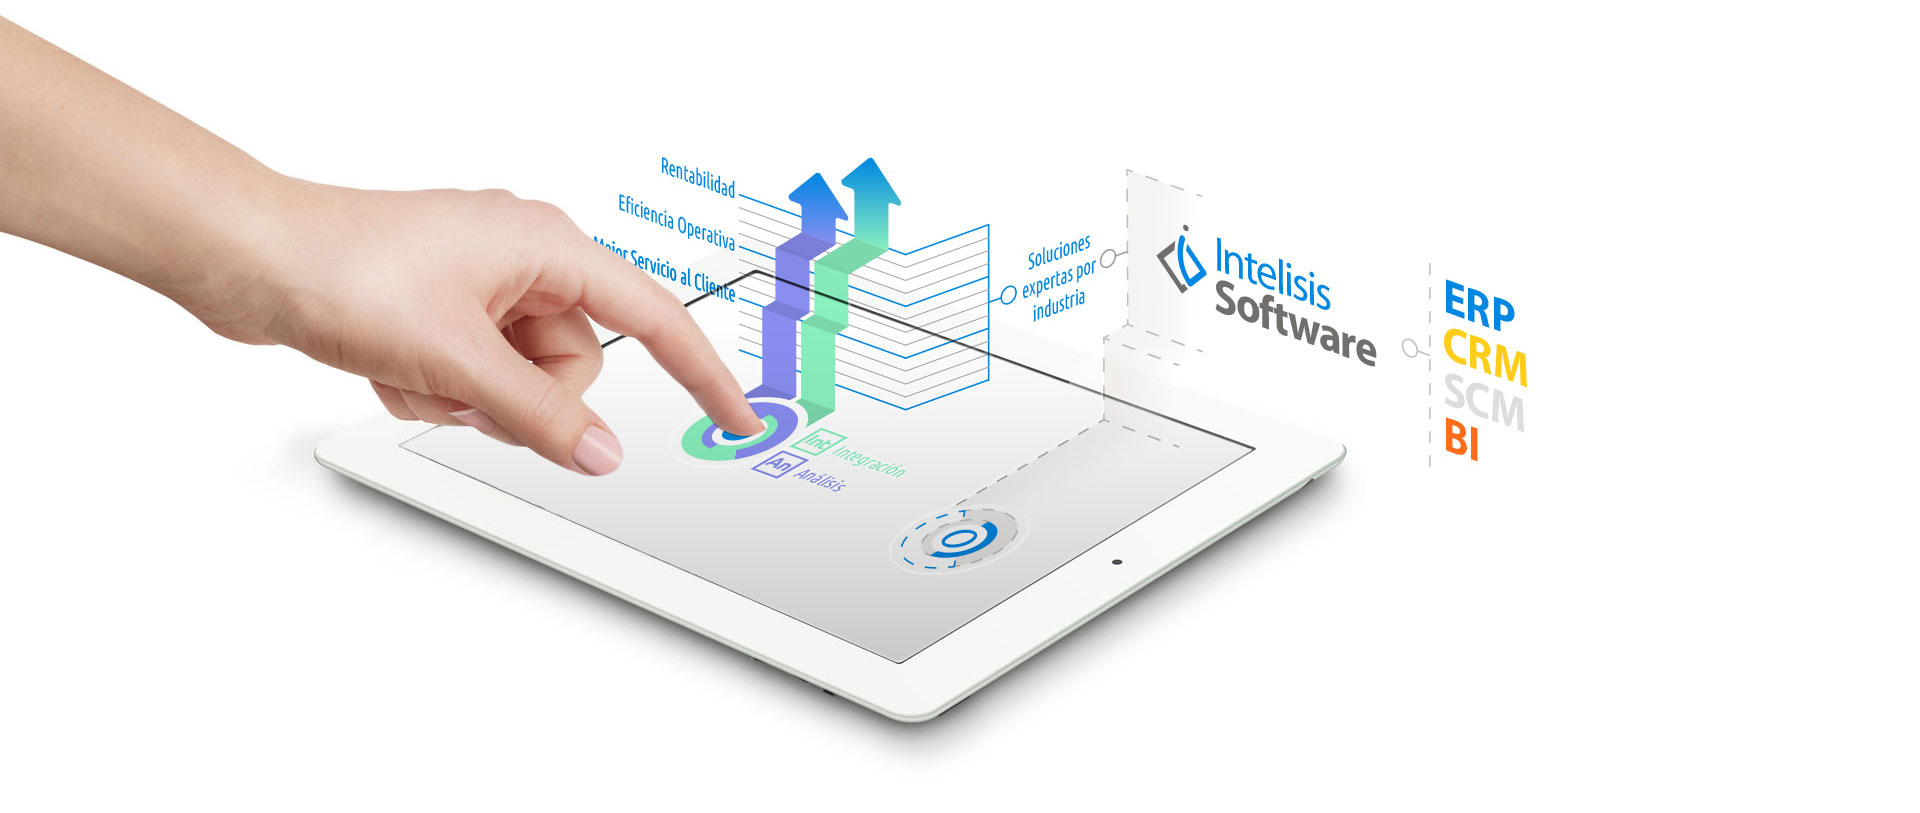 Rentabilidad
Eficiencia Operativa
Mejor Servicio al Cliente
Soluciones
expertas por
industria
Intelisis
Software
ERP
CRM
SCM
BI
Int Integración
An Análisis